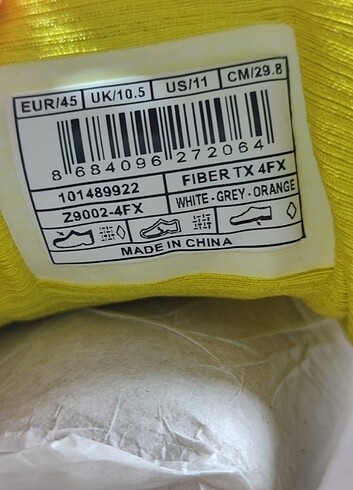 EUR/45 UK/10.5 US/11 CM/29.8
8 684096 272064
101489922 FIBER TX 4FX
Z9002-4FX WHITE - GREY - ORANGE
MADE IN CHINA